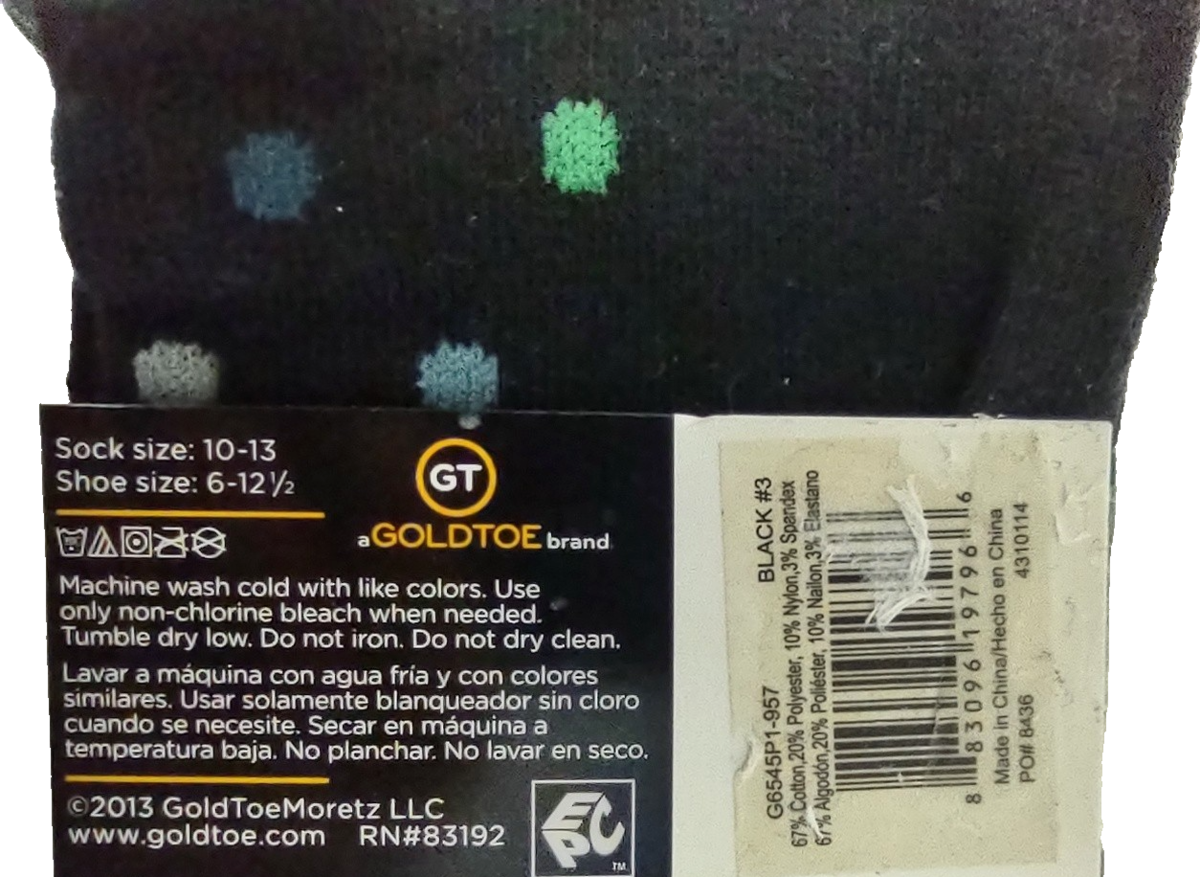 Sock size: 10-13
Shoe size: 6-12½
GT
a GOLDTOE brand
Machine wash cold with like colors. Use
only non-chlorine bleach when needed.
Tumble dry low. Do not iron. Do not dry clean.
Lavar a máquina con agua fría y con colores
similares. Usar solamente blanqueador sin cloro
cuando se necesite. Secar en máquina a
temperatura baja. No planchar. No lavar en seco.
©2013 GoldToeMoretz LLC
www.goldtoe.com RN#83192
EPC
TM
G6545P1-957 BLACK #3
67% Cotton,20% Polyester, 10% Nylon,3% Spandex
67% Algodón,20% Poliéster, 10% Nailon,3% Elastano
8 83096 19796 6
Made in China/Hecho en China
PO# 8436 4310114